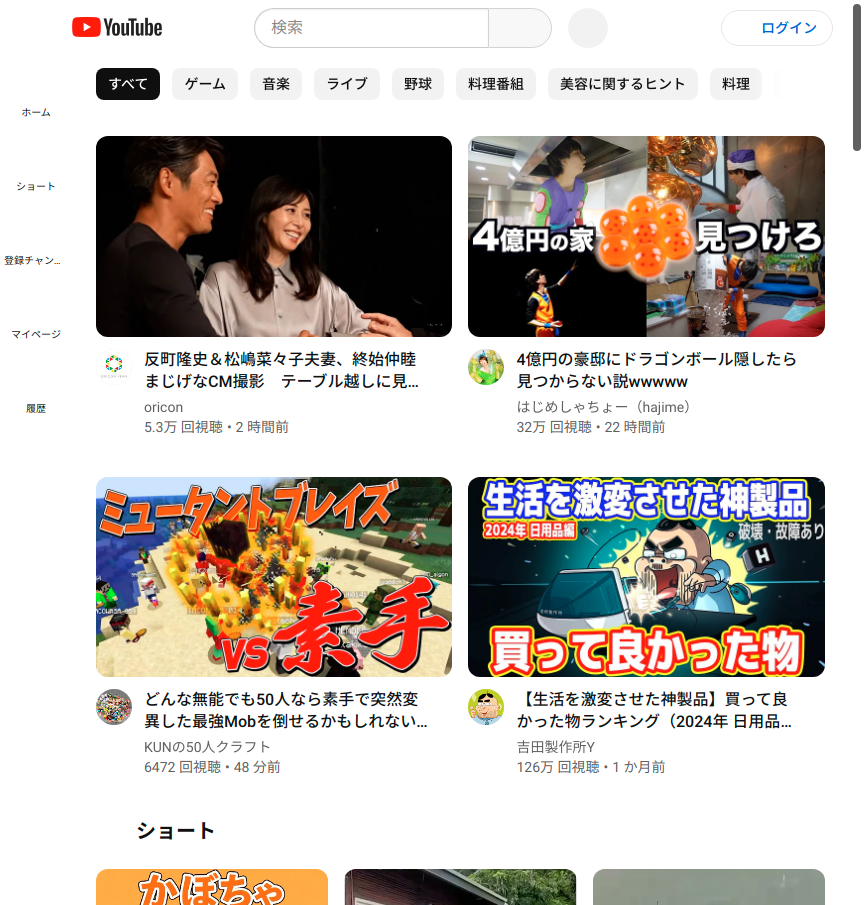 YouTube
検索
ログイン
すべて
ゲーム
音楽
ライブ
野球
料理番組
美容に関するヒント
料理
ホーム
ショート
登録チャン...
マイページ
履歴
4億円の家
見つけろ
反町隆史＆松嶋菜々子夫妻、終始仲睦
まじげなCM撮影　テーブル越しに見...
oricon
5.3万 回視聴・2 時間前
4億円の豪邸にドラゴンボール隠したら
見つからない説wwwww
はじめしゃちょー（hajime）
32万 回視聴・22 時間前
ミュータントブレイズ
vs素手
生活を激変させた神製品
2024年 日用品編
破壊・故障あり
H
買って良かった物
どんな無能でも50人なら素手で突然変
異した最強Mobを倒せるかもしれない...
KUNの50人クラフト
6472 回視聴・48 分前
【生活を激変させた神製品】買って良
かった物ランキング（2024年 日用品...
吉田製作所Y
126万 回視聴・1 か月前
ショート
かぼちゃ